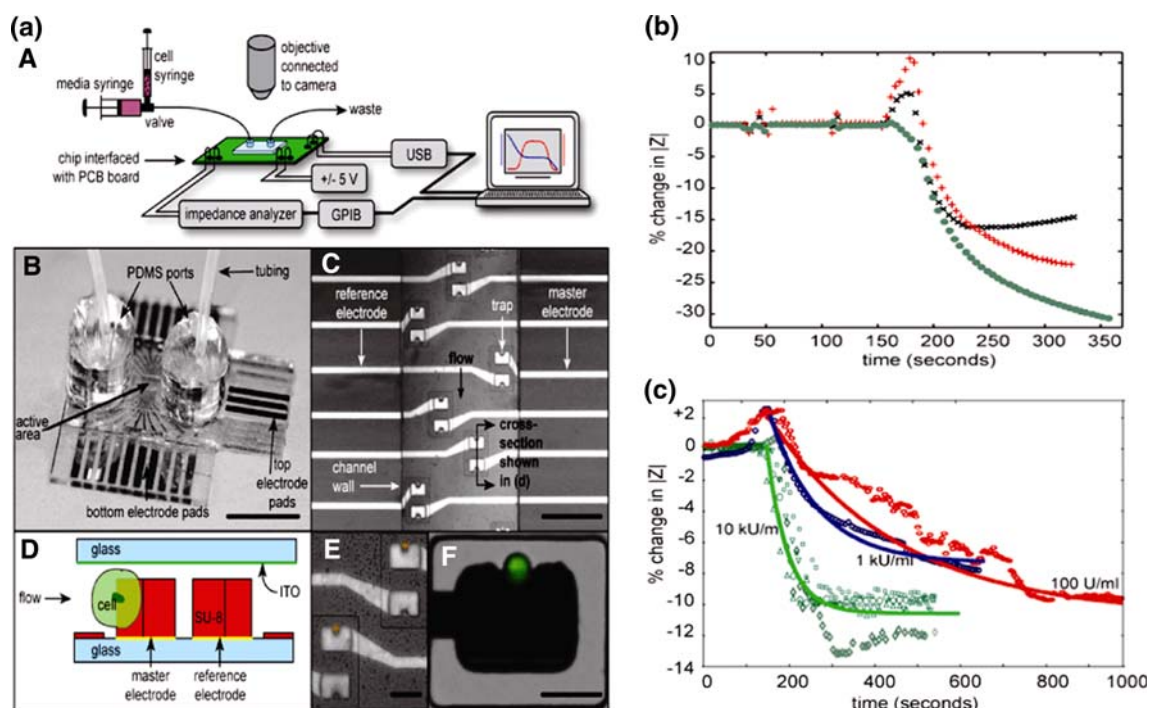 (a)
A
cell
syringe
media syringe
valve
objective
connected
to camera
waste
chip interfaced
with PCB board
USB
+/- 5 V
impedance analyzer
GPIB
B
PDMS ports
tubing
active
area
bottom electrode pads
top
electrode pads
C
reference
electrode
trap
master
electrode
flow
cross-
section
shown
in (d)
channel
wall
D
glass
flow
cell
SU-8
ITO
glass
master
electrode
reference
electrode
E
F
(b)
% change in |Z|
10
5
0
-5
-10
-15
-20
-25
-30
0 50 100 150 200 250 300 350
time (seconds)
(c)
% change in |Z|
+2
0
-2
-4
-6
-8
-10
-12
-14
10 kU/m
1 kU/ml
100 U/ml
0 200 400 600 800 1000
time (seconds)